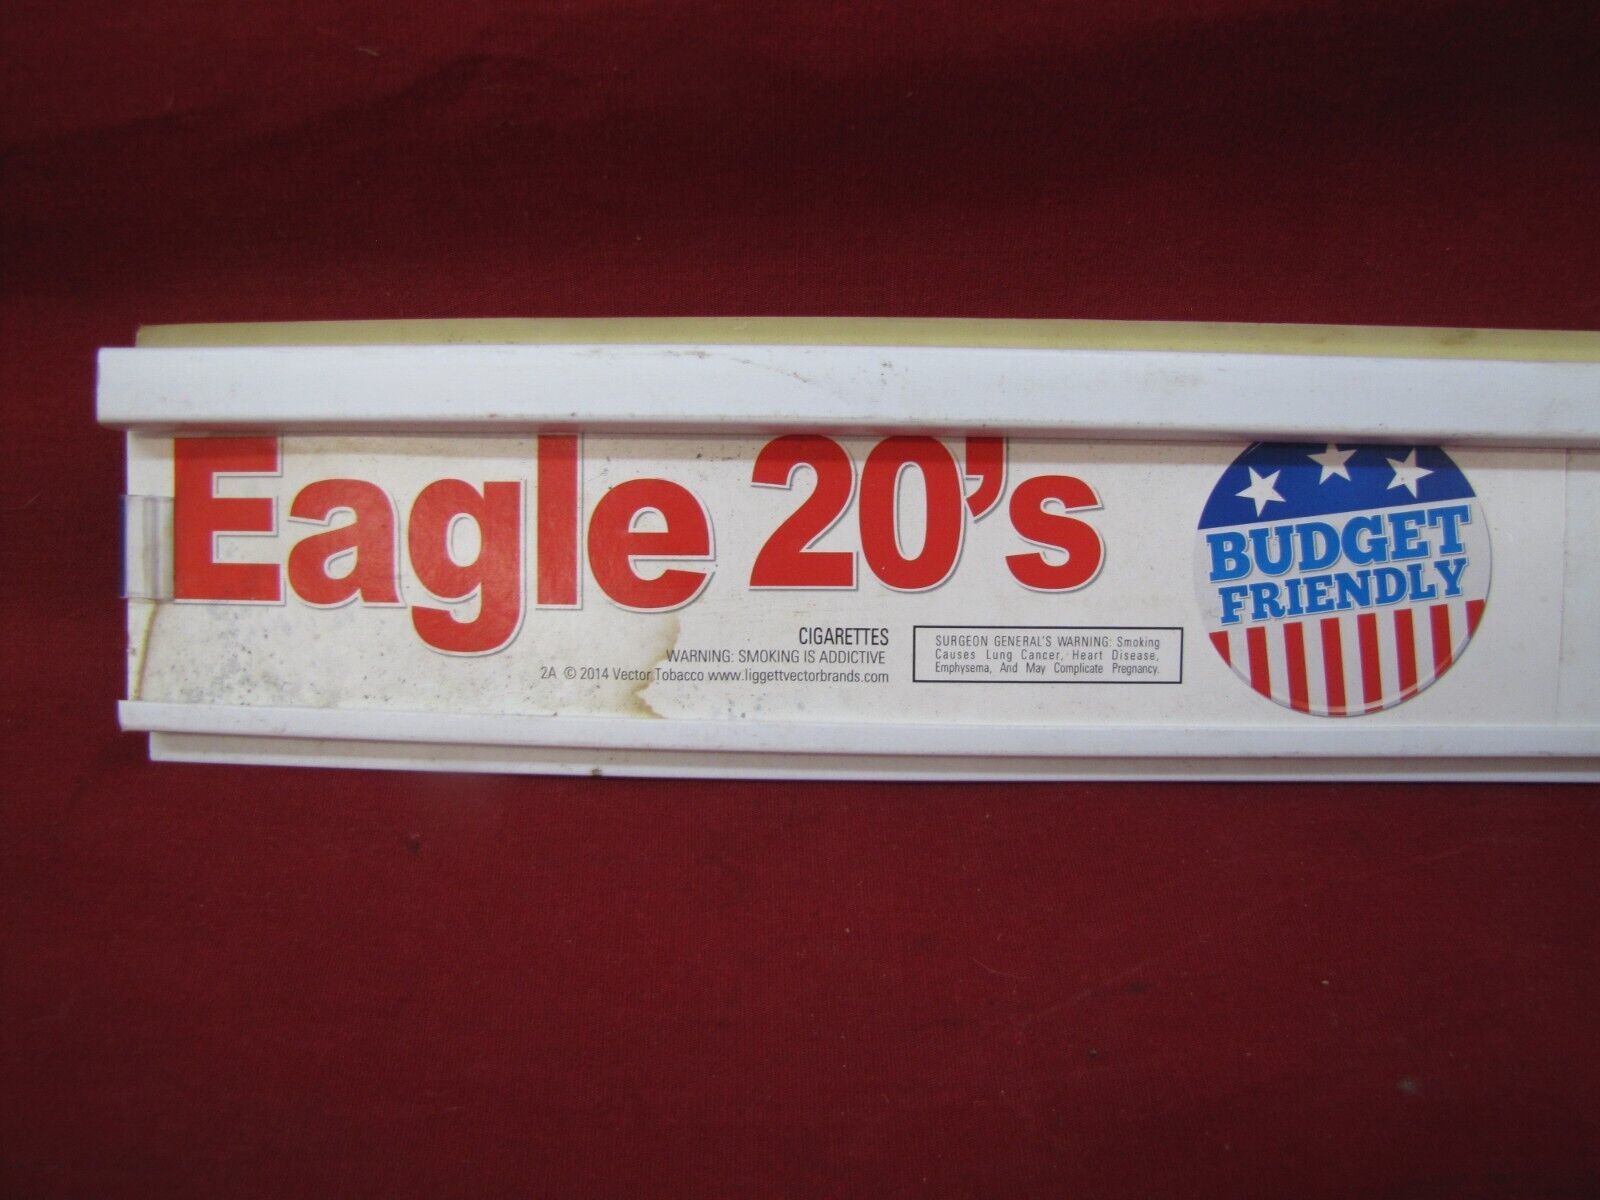 Eagle 20's
CIGARETTES
WARNING: SMOKING IS ADDICTIVE
2A © 2014 Vector Tobacco www.liggettvectorbrands.com
SURGEON GENERAL'S WARNING: Smoking
Causes Lung Cancer, Heart Disease,
Emphysema, And May Complicate Pregnancy.
BUDGET
FRIENDLY